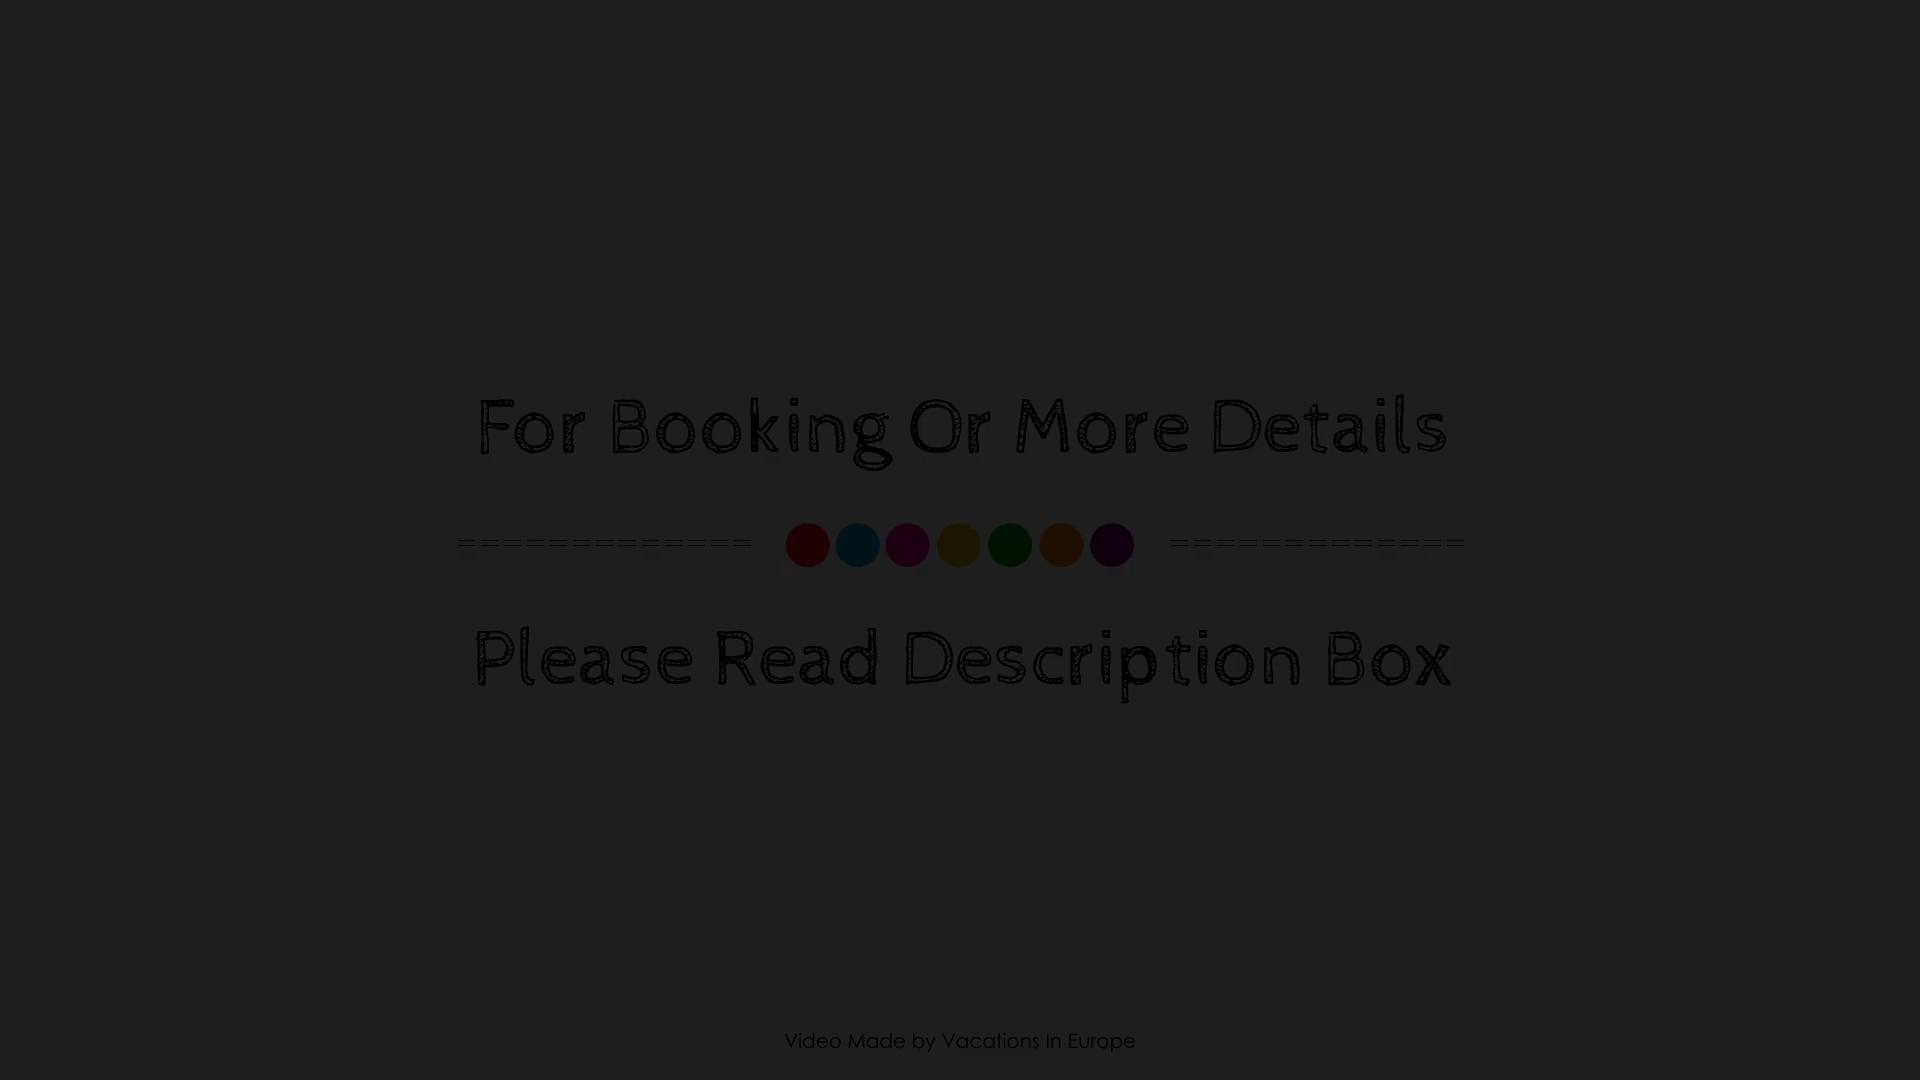 For Booking Or More Details
============= =============
Please Read Description Box
Video Made by Vacations In Europe